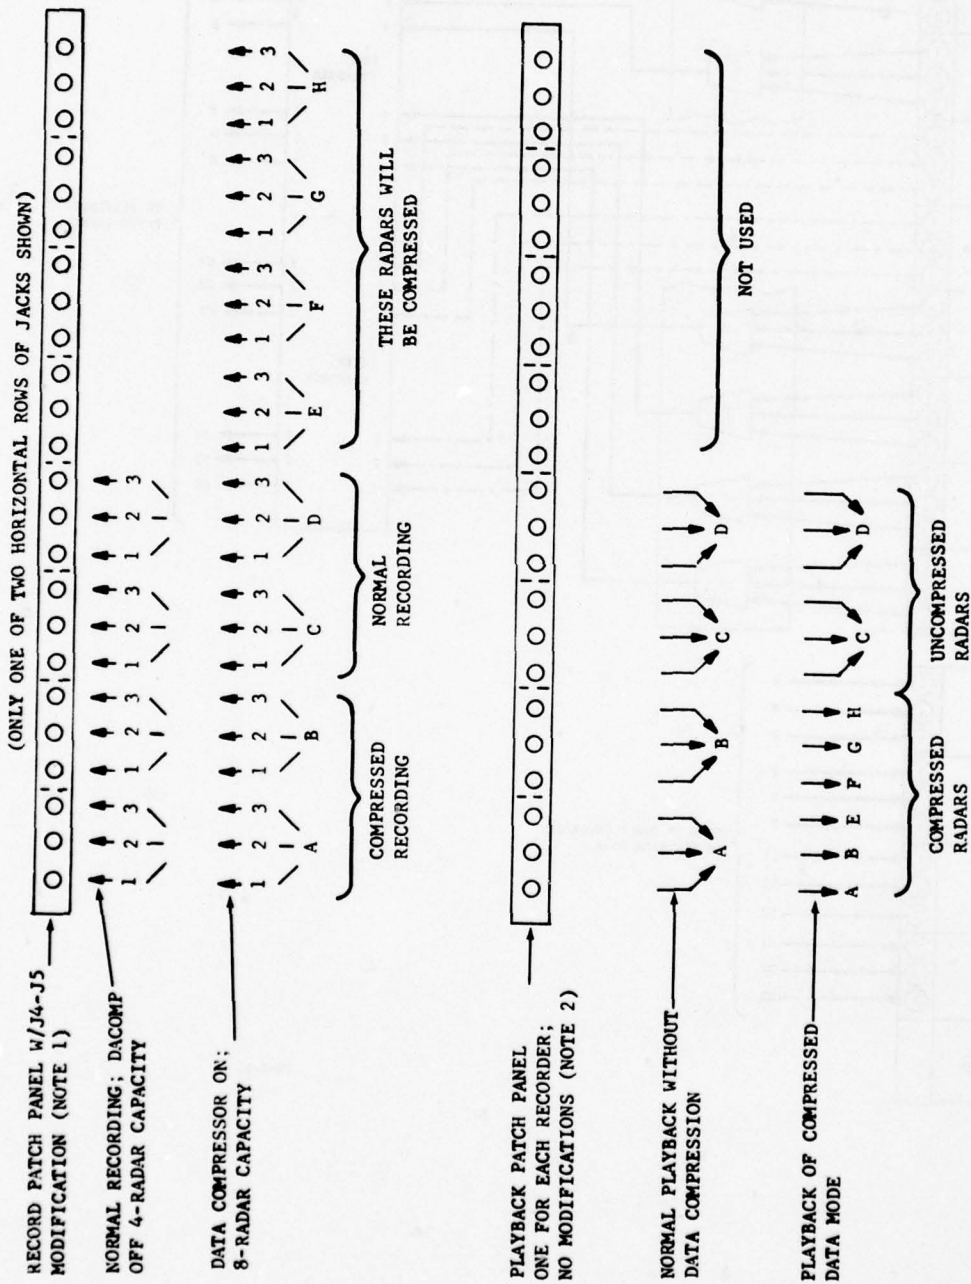 (ONLY ONE OF TWO HORIZONTAL ROWS OF JACKS SHOWN)
RECORD PATCH PANEL W/J4-J5
MODIFICATION (NOTE 1)
NORMAL RECORDING; DACOMP
OFF 4-RADAR CAPACITY
1 2 3 1 2 3 1 2 3 1 2 3
DATA COMPRESSOR ON;
8-RADAR CAPACITY
1 2 3 1 2 3 1 2 3 1 2 3 1 2 3 1 2 3 1 2 3 1 2 3
A B C D E F G H
COMPRESSED
RECORDING
NORMAL
RECORDING
THESE RADARS WILL
BE COMPRESSED
PLAYBACK PATCH PANEL
ONE FOR EACH RECORDER;
NO MODIFICATIONS (NOTE 2)
NORMAL PLAYBACK WITHOUT
DATA COMPRESSION
A B C D
NOT USED
PLAYBACK OF COMPRESSED
DATA MODE
A B E F G H C D
COMPRESSED
RADARS
UNCOMPRESSED
RADARS